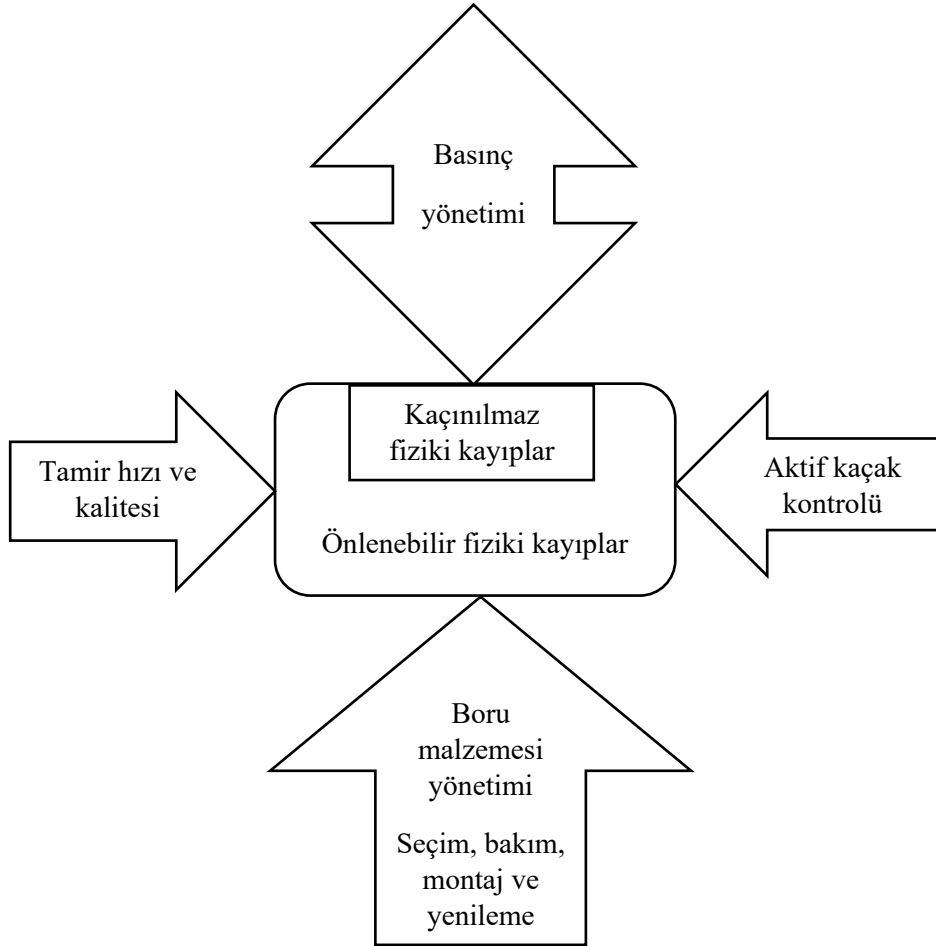 Basınç
yönetimi
Kaçınılmaz
fiziki kayıplar
Tamir hızı ve
kalitesi
Aktif kaçak
kontrolü
Önlenebilir fiziki kayıplar
Boru
malzemesi
yönetimi
Seçim, bakım,
montaj ve
yenileme